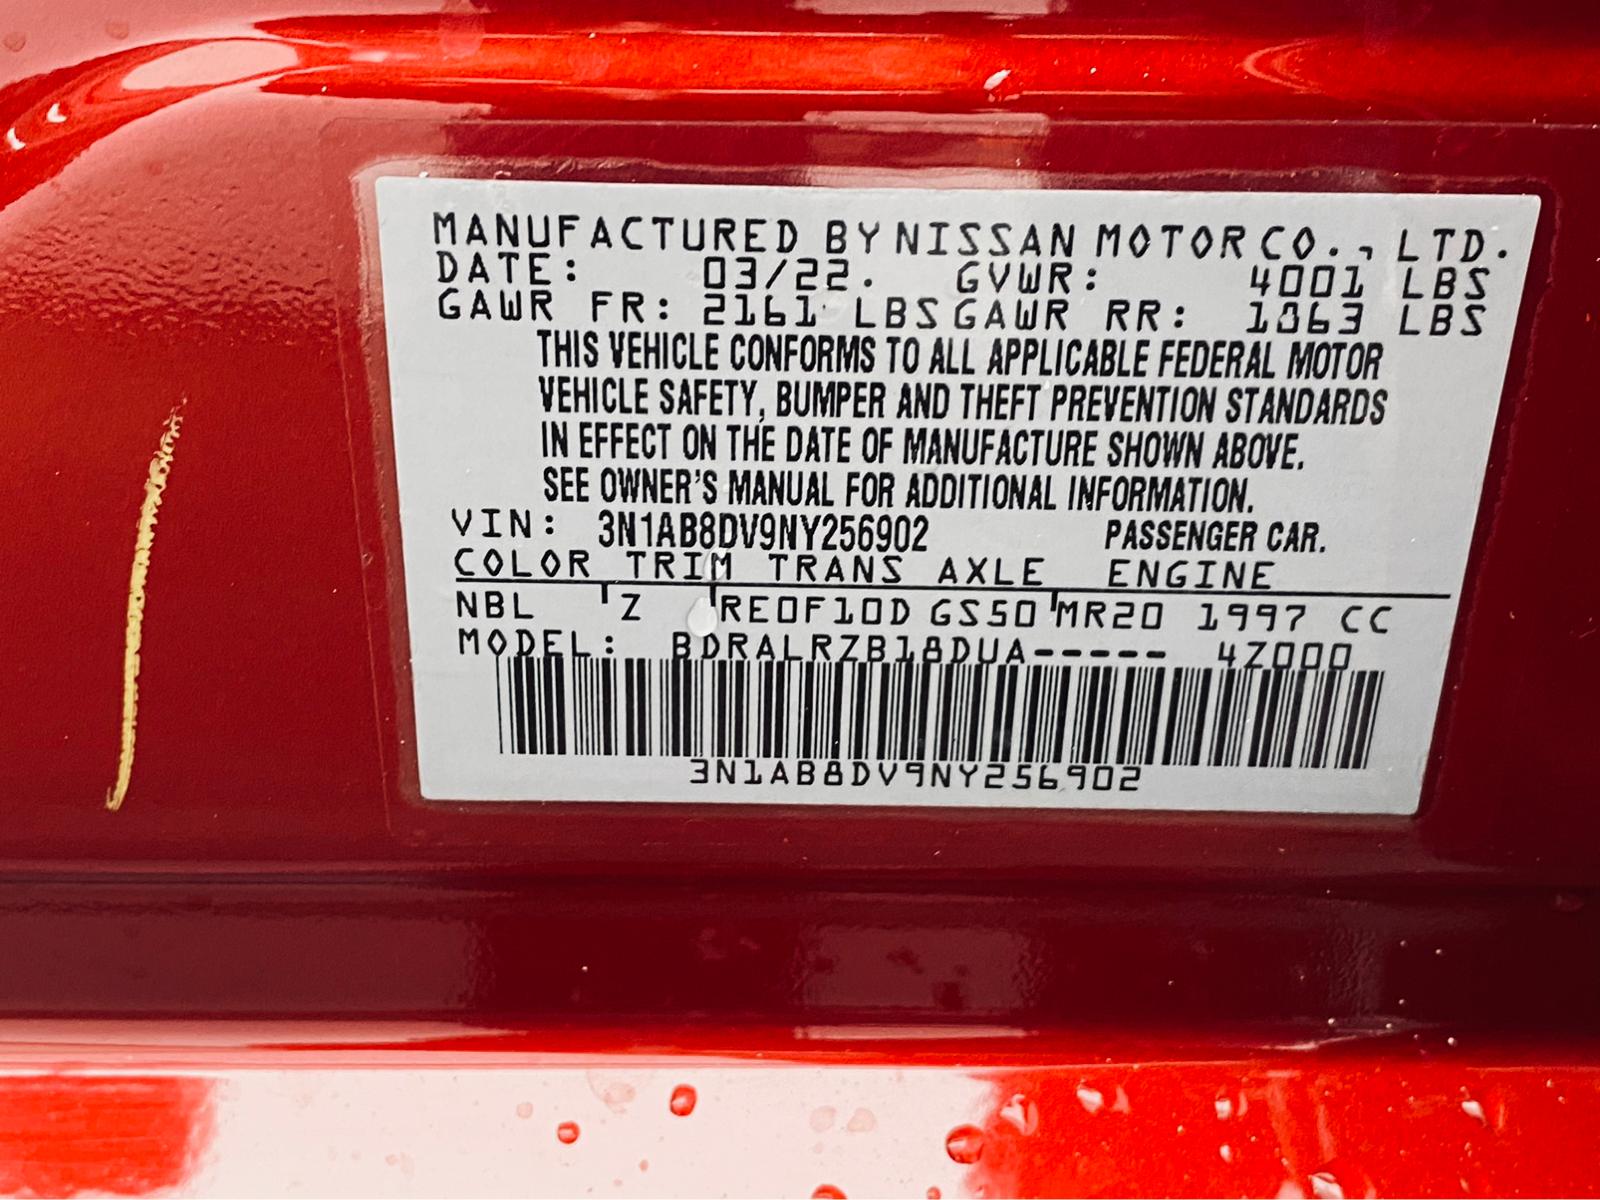 MANUFACTURED BY NISSAN MOTOR CO., LTD.
DATE: 03/22. GVWR: 4001 LBS
GAWR FR: 2161 LBS GAWR RR: 1863 LBS
THIS VEHICLE CONFORMS TO ALL APPLICABLE FEDERAL MOTOR
VEHICLE SAFETY, BUMPER AND THEFT PREVENTION STANDARDS
IN EFFECT ON THE DATE OF MANUFACTURE SHOWN ABOVE.
SEE OWNER'S MANUAL FOR ADDITIONAL INFORMATION.
VIN: 3N1AB8DV9NY256902 PASSENGER CAR.
COLOR TRIM TRANS AXLE ENGINE
NBL Z RE0F10D GS50 MR20 1997 CC
MODEL: BDRALRZB18DUA----- 4Z000
3N1AB8DV9NY256902